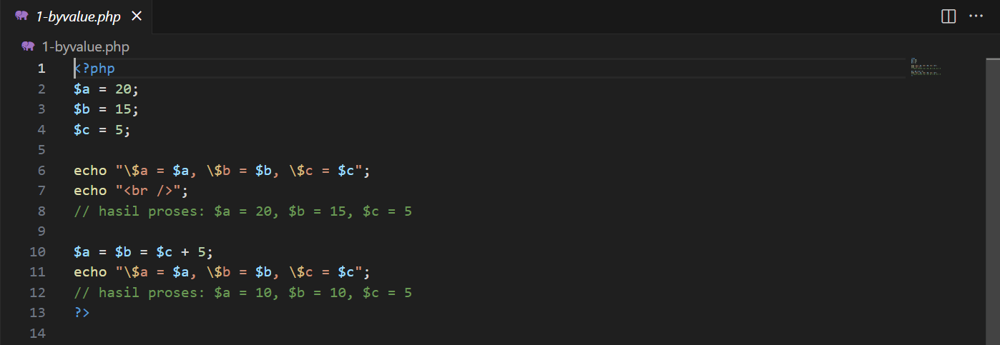 1-byvalue.php
1-byvalue.php
1 <?php
2 $a = 20;
3 $b = 15;
4 $c = 5;
5
6 echo "\$a = $a, \$b = $b, \$c = $c";
7 echo "<br />";
8 // hasil proses: $a = 20, $b = 15, $c = 5
9
10 $a = $b = $c + 5;
11 echo "\$a = $a, \$b = $b, \$c = $c";
12 // hasil proses: $a = 10, $b = 10, $c = 5
13 ?>
14